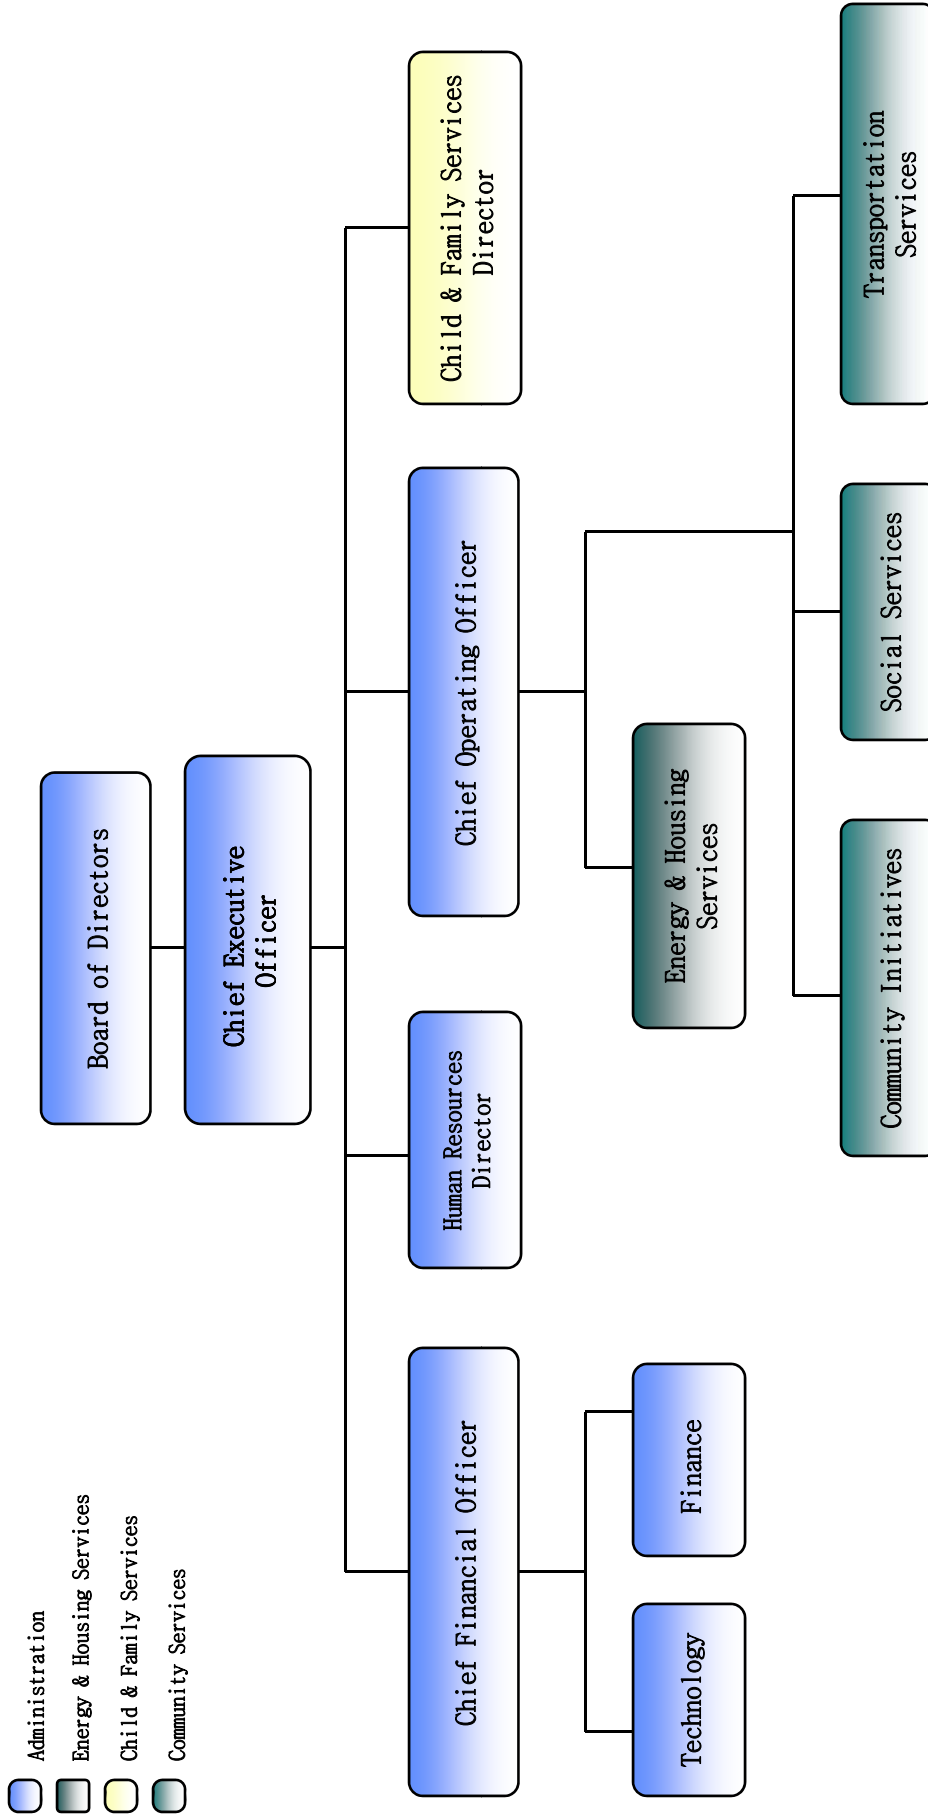 Administration
Energy & Housing Services
Child & Family Services
Community Services
Board of Directors
Chief Executive
Officer
Chief Financial Officer
Human Resources
Director
Chief Operating Officer
Child & Family Services
Director
Technology
Finance
Energy & Housing
Services
Community Initiatives
Social Services
Transportation
Services